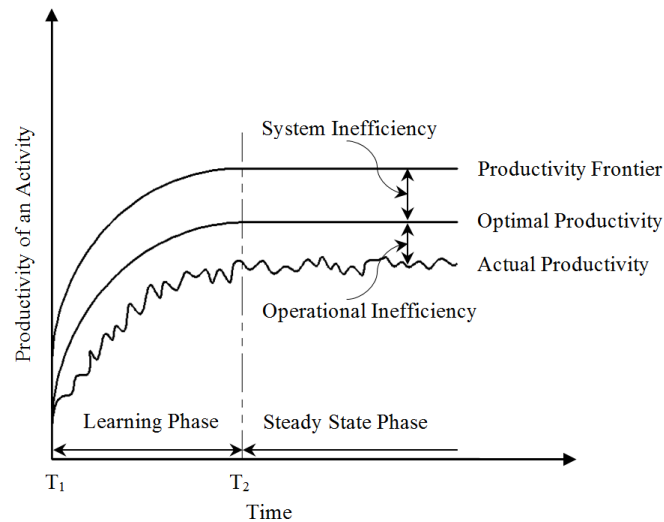 System Inefficiency
Productivity Frontier
Optimal Productivity
Actual Productivity
Operational Inefficiency
Productivity of an Activity
Learning Phase
Steady State Phase
T1
T2
Time